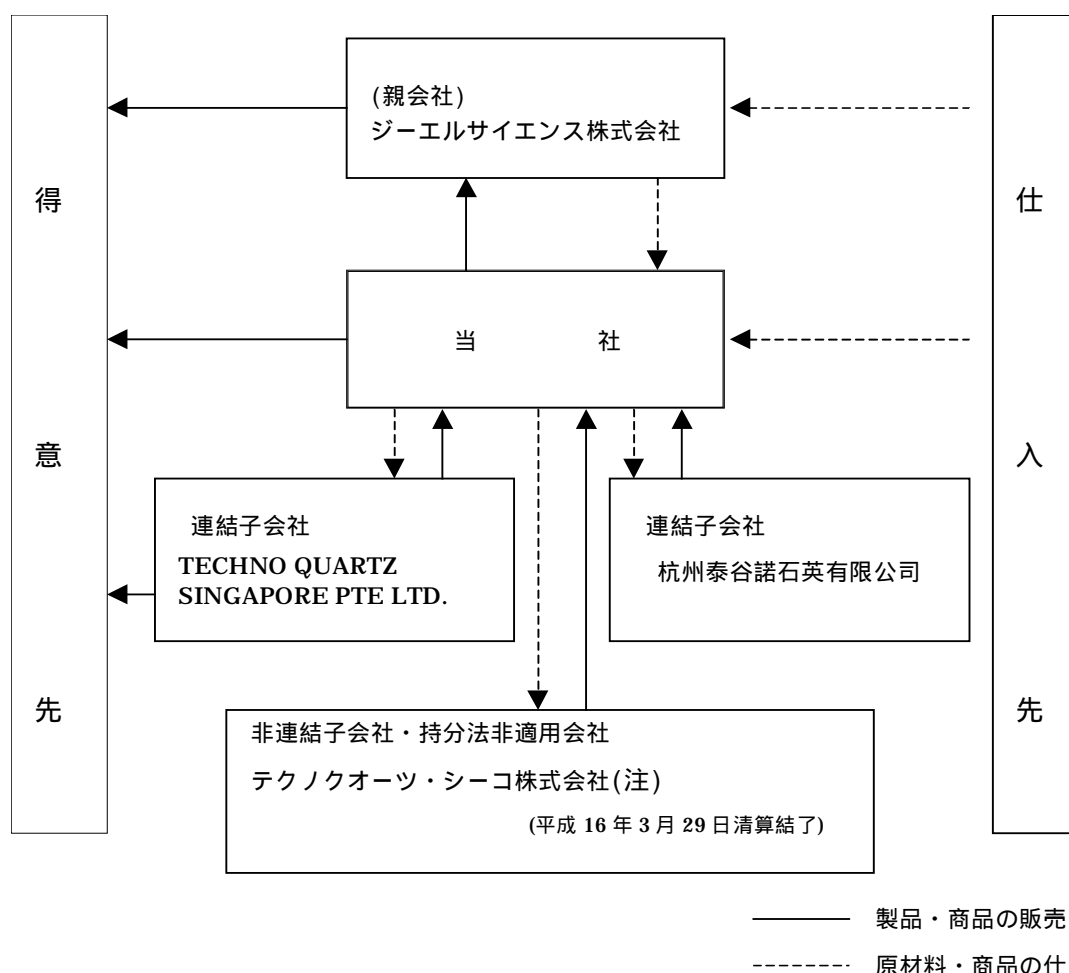 (親会社)
ジーエルサイエンス株式会社
得意先
仕入先
当社
連結子会社
TECHNO QUARTZ
SINGAPORE PTE LTD.
連結子会社
杭州泰谷諾石英有限公司
非連結子会社・持分法非適用会社
テクノクオーツ・シーコ株式会社(注)
(平成 16 年 3 月 29 日清算結了)
製品・商品の販売
原材料・商品の仕